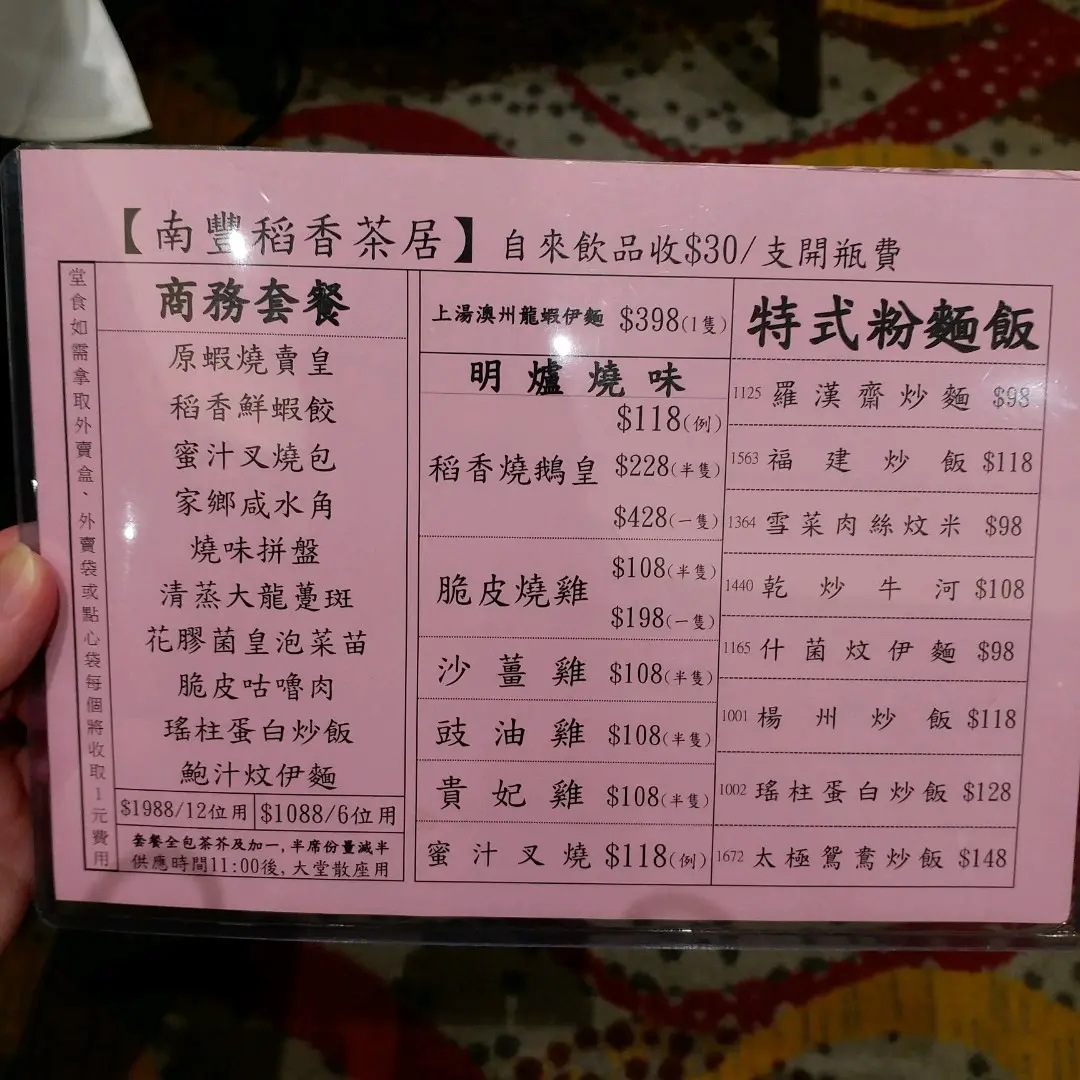 【南豐稻香茶居】自來飲品收$30/支開瓶費
堂食如需拿取外賣盒、外賣袋或點心袋每個將收取1元費用
商務套餐
原蝦燒賣皇
稻香鮮蝦餃
蜜汁叉燒包
家鄉咸水角
燒味拼盤
清蒸大龍躉斑
花膠菌皇泡菜苗
脆皮咕嚕肉
瑤柱蛋白炒飯
鮑汁炆伊麵
$1988/12位用 $1088/6位用
套餐全包茶芥及加一,半席份量減半
供應時間11:00後,大堂散座用
上湯澳州龍蝦伊麵 $398(1隻)
明爐燒味
$118(例)
稻香燒鵝皇 $228(半隻)
$428(一隻)
脆皮燒雞 $108(半隻)
$198(一隻)
沙薑雞 $108(半隻)
豉油雞 $108(半隻)
貴妃雞 $108(半隻)
蜜汁叉燒 $118(例)
特式粉麵飯
1125 羅漢齋炒麵 $98
1563 福建炒飯 $118
1364 雪菜肉絲炆米 $98
1440 乾炒牛河 $108
1165 什菌炆伊麵 $98
1001 楊州炒飯 $118
1002 瑤柱蛋白炒飯 $128
1672 太極鴛鴦炒飯 $148